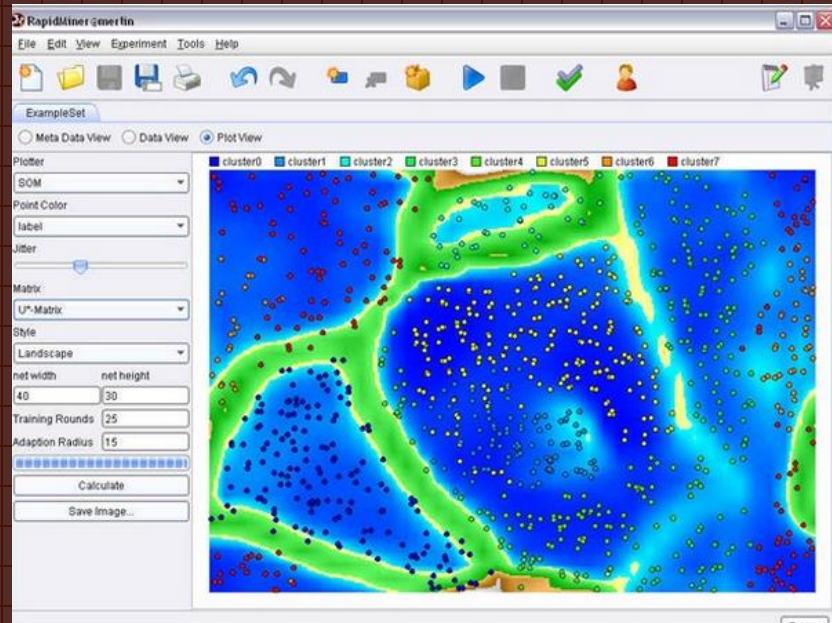 RapidMiner@merlin
File Edit View Experiment Tools Help
ExampleSet
Meta Data View Data View Plot View
Plotter
SOM
Point Color
label
Jitter
Matrix
U*-Matrix
Style
Landscape
net width net height
40 30
Training Rounds 25
Adaption Radius 15
Calculate
Save Image...
cluster0 cluster1 cluster2 cluster3 cluster4 cluster5 cluster6 cluster7